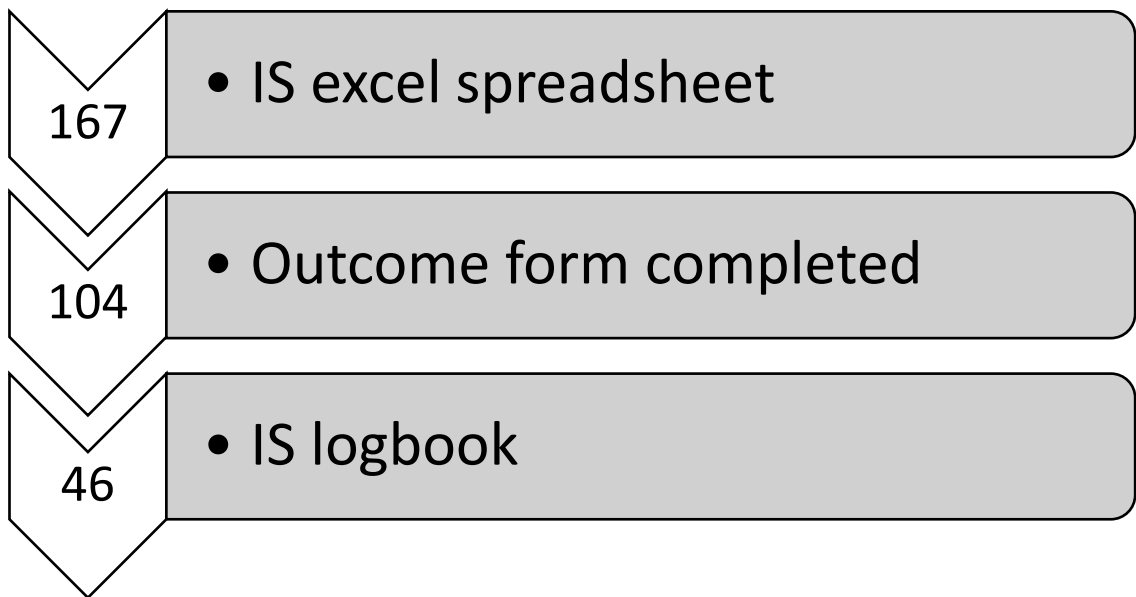 167
• IS excel spreadsheet
104
• Outcome form completed
46
• IS logbook